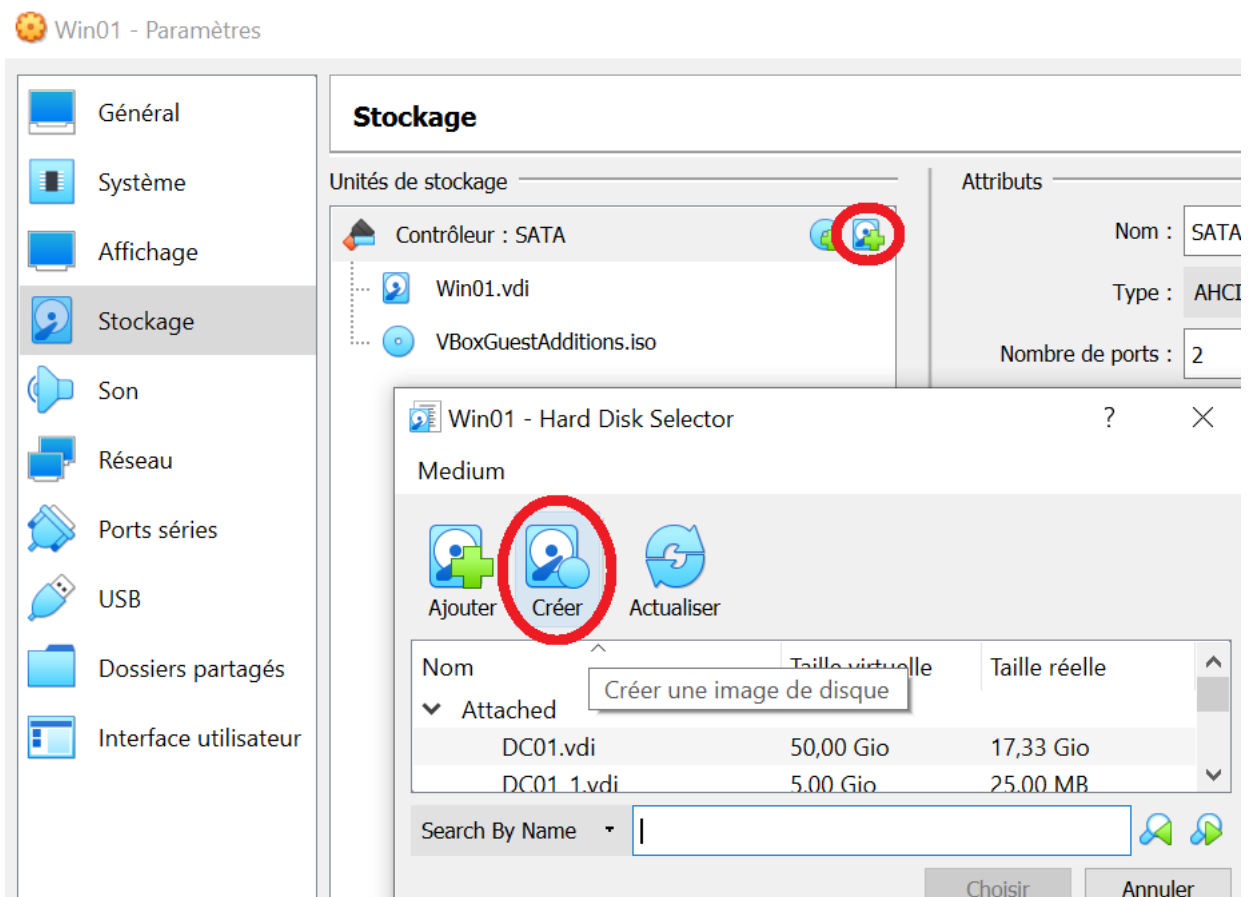 Win01 - Paramètres
Général
Système
Affichage
Stockage
Son
Réseau
Ports séries
USB
Dossiers partagés
Interface utilisateur
Stockage
Unités de stockage
Contrôleur : SATA
Win01.vdi
VBoxGuestAdditions.iso
Attributs
Nom : SATA
Type : AHCI
Nombre de ports : 2
Win01 - Hard Disk Selector ?
Medium
Ajouter Créer Actualiser
Nom Taille virtuelle Taille réelle
Créer une image de disque
Attached
DC01.vdi 50,00 Gio 17,33 Gio
DC01_1.vdi 5,00 Gio 25,00 MB
Search By Name
Choisir Annuler